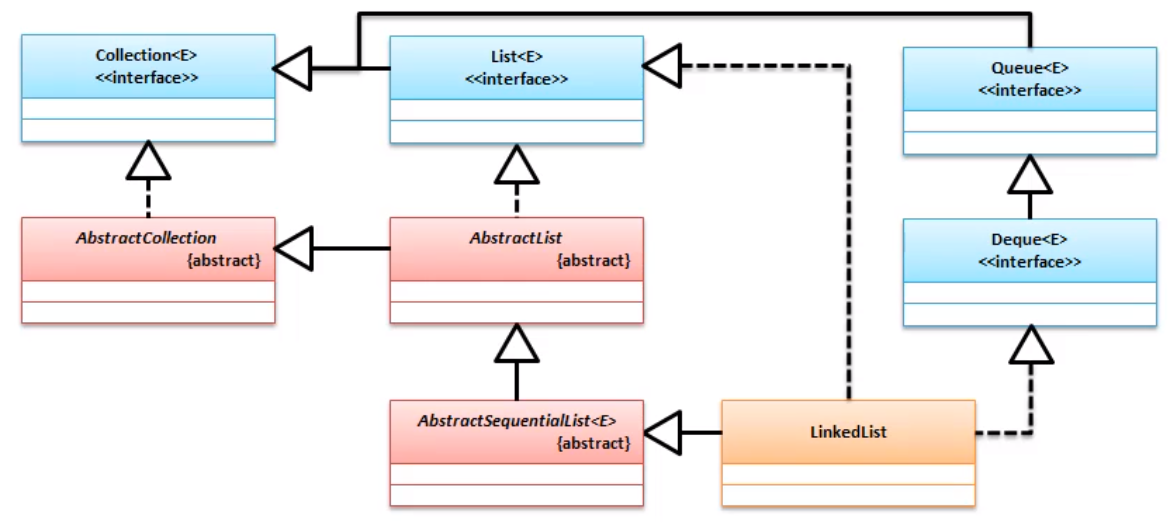 Collection<E>
<<interface>>
List<E>
<<interface>>
Queue<E>
<<interface>>
AbstractCollection
{abstract}
AbstractList
{abstract}
Deque<E>
<<interface>>
AbstractSequentialList<E>
{abstract}
LinkedList